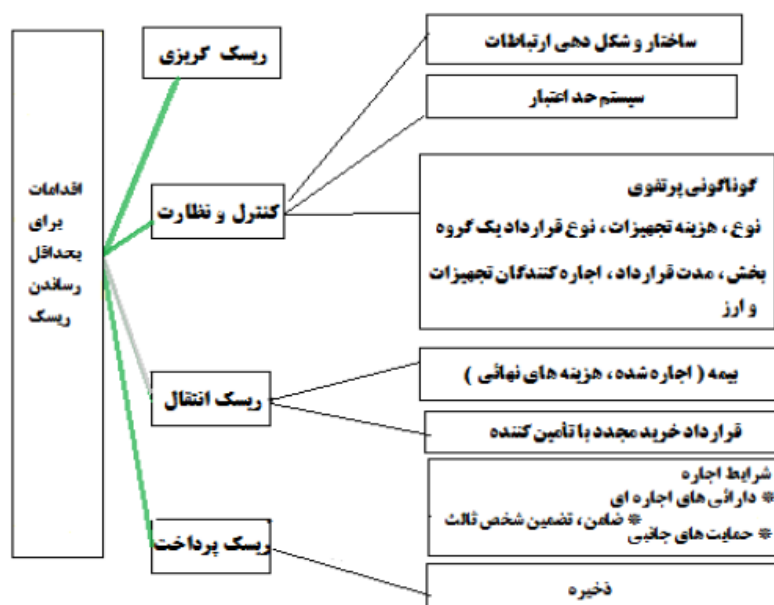 اقدامات
برای
بحداقل
رساندن
ریسک
ریسک گریزی
کنترل و نظارت
ساختار و شکل دهی ارتباطات
سیستم حد اعتبار
گوناگونی پرتفوی
نوع ، هزینه تجهیزات ، نوع قرارداد یک گروه
بخش ، مدت قرارداد ، اجاره کنندگان تجهیزات
و ارز
ریسک انتقال
بیمه ( اجاره شده ، هزینه های نهائی )
قرارداد خرید مجدد با تأمین کننده
ریسک پرداخت
شرایط اجاره
* دارائی های اجاره ای
* ضامن ، تضمین شخص ثالث
* حمایت های جانبی
ذخیره